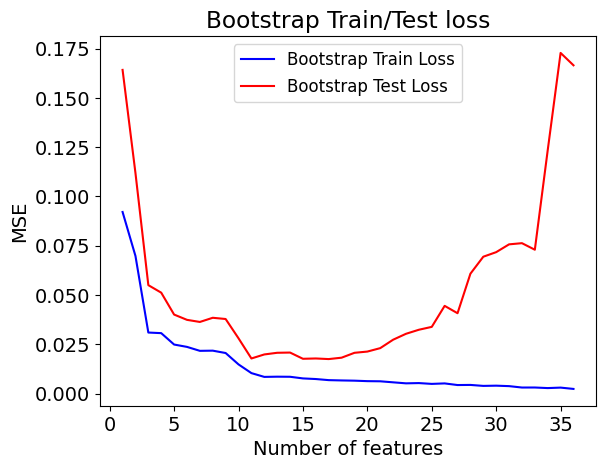 Bootstrap Train/Test loss
Bootstrap Train Loss
Bootstrap Test Loss
0.175
0.150
0.125
0.100
0.075
0.050
0.025
0.000
MSE
0 5 10 15 20 25 30 35
Number of features